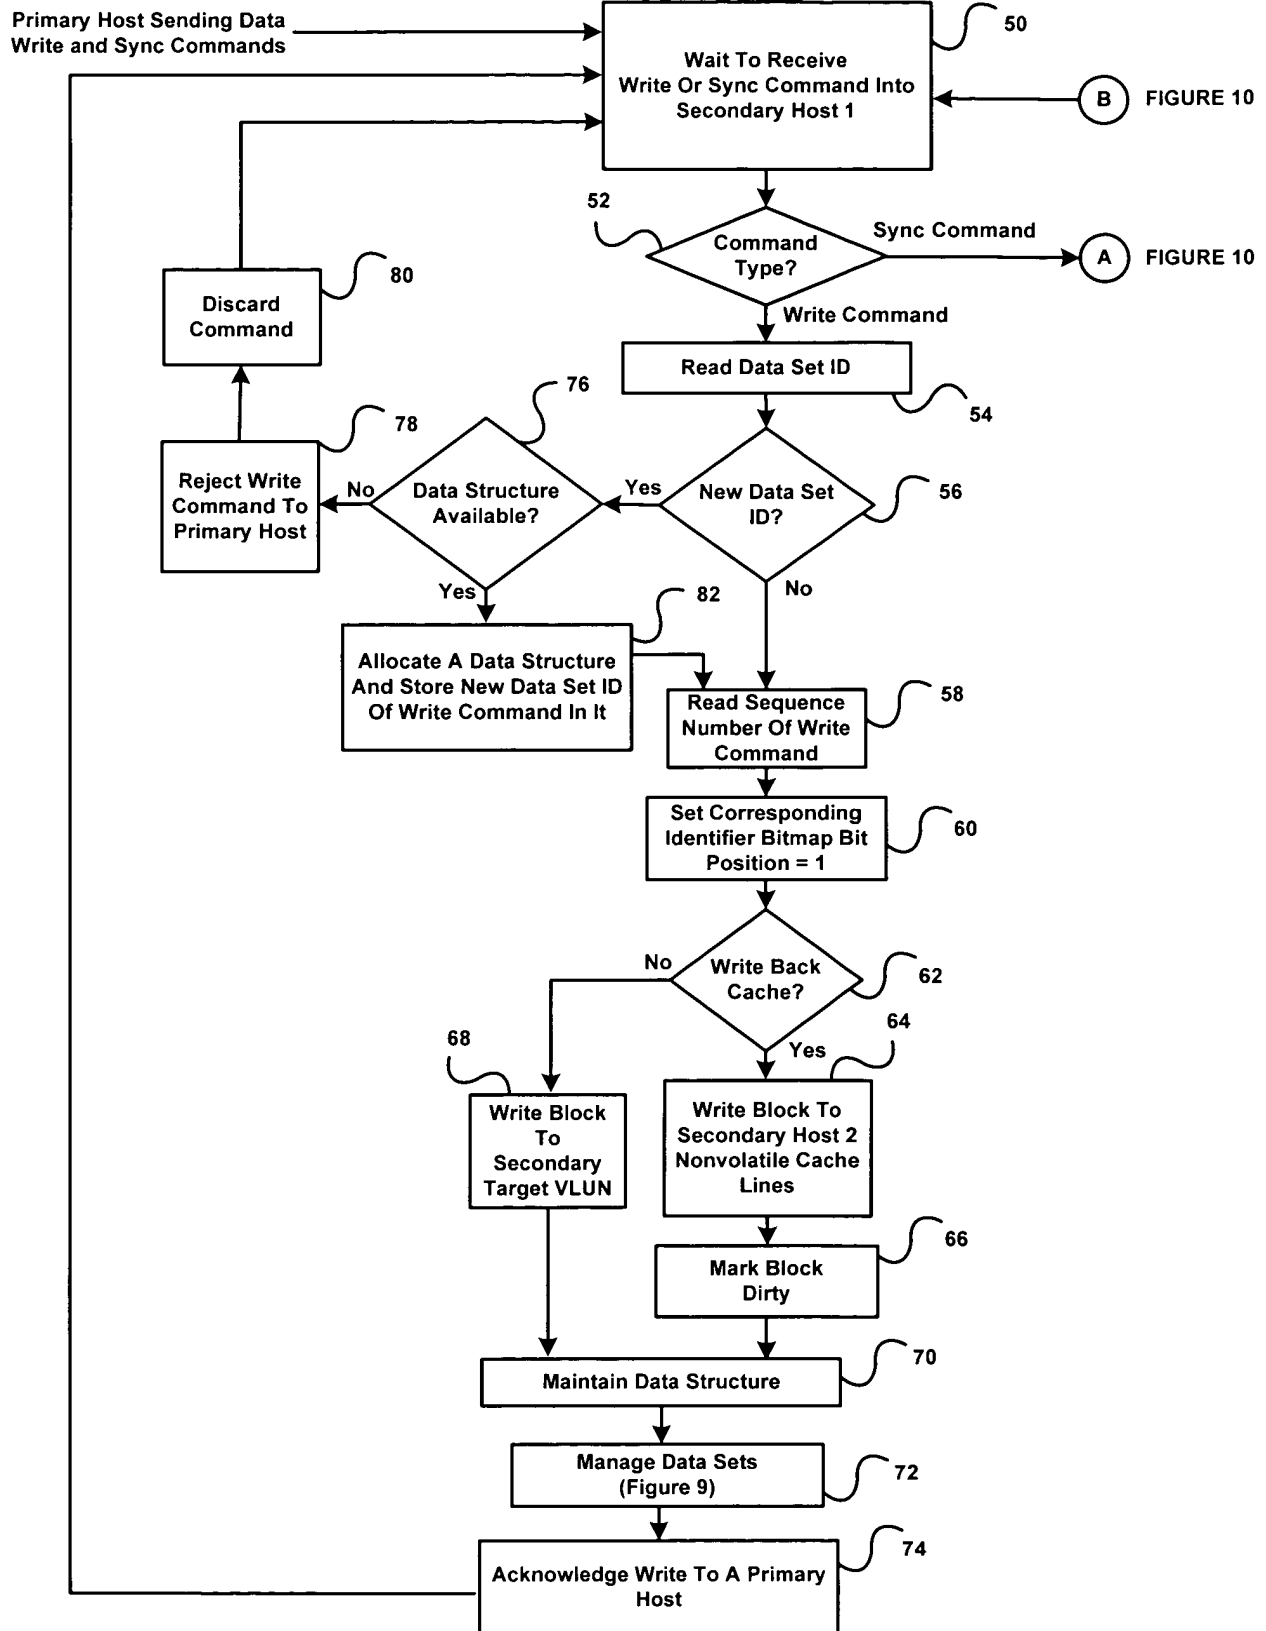 Primary Host Sending Data
Write and Sync Commands
50
Wait To Receive
Write Or Sync Command Into
Secondary Host 1
B
FIGURE 10
52
Command
Type?
Sync Command
A
FIGURE 10
80
Discard
Command
Write Command
Read Data Set ID
54
76
78
Reject Write
Command To
Primary Host
No
Data Structure
Available?
Yes
New Data Set
ID?
56
Yes
No
82
Allocate A Data Structure
And Store New Data Set ID
Of Write Command In It
58
Read Sequence
Number Of Write
Command
Set Corresponding
Identifier Bitmap Bit
Position = 1
60
No
Write Back
Cache?
62
Yes
64
68
Write Block
To
Secondary
Target VLUN
Write Block To
Secondary Host 2
Nonvolatile Cache
Lines
66
Mark Block
Dirty
70
Maintain Data Structure
Manage Data Sets
(Figure 9)
72
74
Acknowledge Write To A Primary
Host